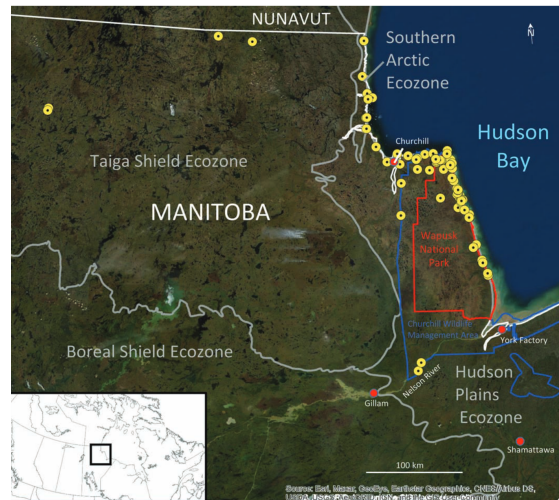 NUNAVUT
N
Southern
Arctic
Ecozone
Churchill
Hudson
Bay
Taiga Shield Ecozone
MANITOBA
Wapusk
National
Park
Churchill Wildlife
Management Area
York Factory
Boreal Shield Ecozone
Nelson River
Hudson
Plains
Ecozone
Gillam
Shamattawa
100 km
Source: Esri, Maxar, GeoEye, Earthstar Geographics, CNES/Airbus DS,